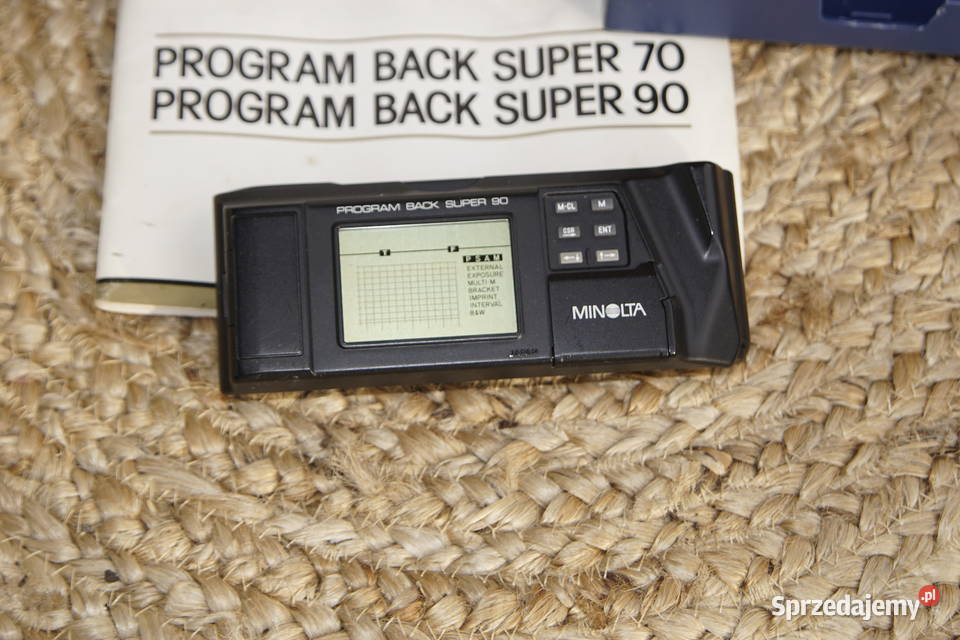 PROGRAM BACK SUPER 70
PROGRAM BACK SUPER 90
PROGRAM BACK SUPER 90
M-CL M
CSR ENT
T F
P S A M
EXTERNAL
EXPOSURE
MULTI·M
BRACKET
IMPRINT
INTERVAL
B&W
MINOLTA
Sprzedajemy.pl